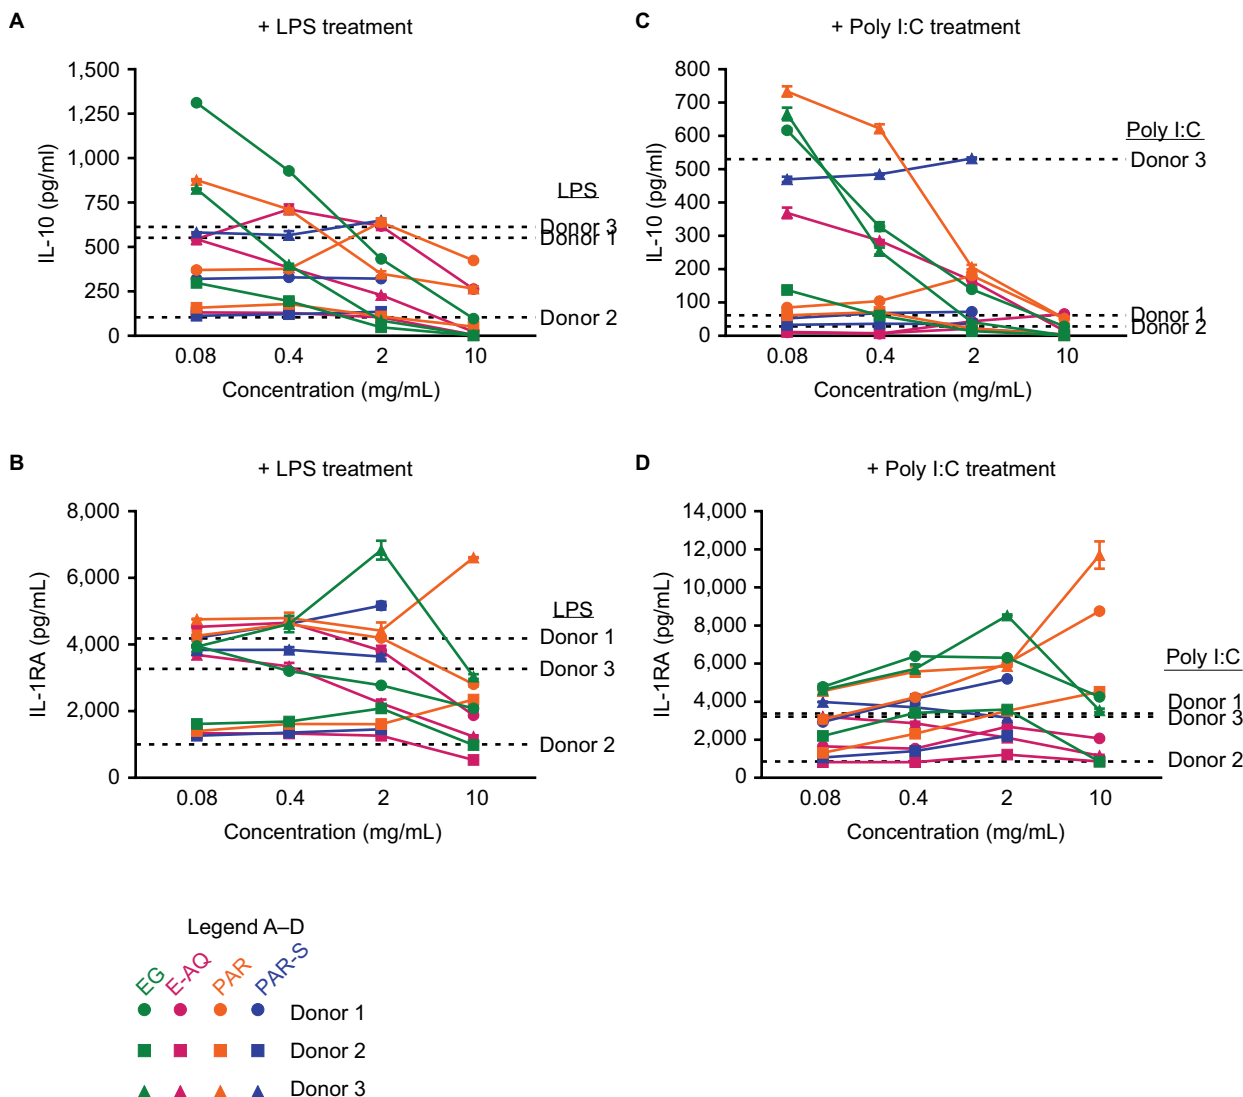 A
+ LPS treatment
IL-10 (pg/ml)
1,500
1,250
1,000
750
500
250
0
0.08 0.4 2 10
Concentration (mg/mL)
LPS
Donor 3
Donor 1
Donor 2
C
+ Poly I:C treatment
IL-10 (pg/ml)
800
700
600
500
400
300
200
100
0
0.08 0.4 2 10
Concentration (mg/mL)
Poly I:C
Donor 3
Donor 1
Donor 2
B
+ LPS treatment
IL-1RA (pg/mL)
8,000
6,000
4,000
2,000
0
0.08 0.4 2 10
Concentration (mg/mL)
LPS
Donor 1
Donor 3
Donor 2
D
+ Poly I:C treatment
IL-1RA (pg/mL)
14,000
12,000
10,000
8,000
6,000
4,000
2,000
0
0.08 0.4 2 10
Concentration (mg/mL)
Poly I:C
Donor 1
Donor 3
Donor 2
Legend A–D
EG E-AQ PAR PAR-S
Donor 1
Donor 2
Donor 3